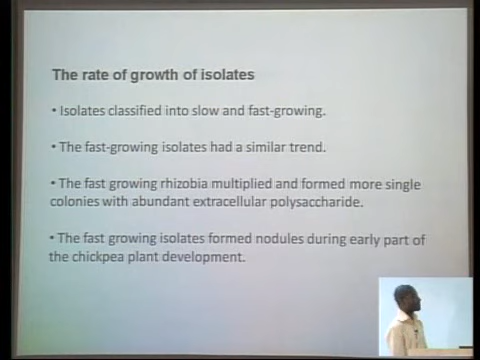 The rate of growth of isolates
• Isolates classified into slow and fast-growing.
• The fast-growing isolates had a similar trend.
• The fast growing rhizobia multiplied and formed more single
colonies with abundant extracellular polysaccharide.
• The fast growing isolates formed nodules during early part of
the chickpea plant development.